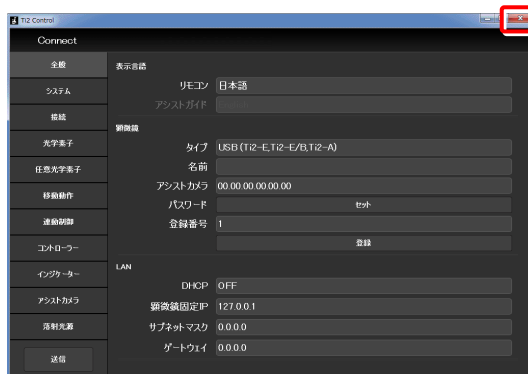 Ti2 Control
Connect
全般
システム
接続
光学素子
任意光学素子
移動動作
連動制御
コントローラー
インジケーター
アシストカメラ
落射光源
送信
表示言語
リモコン 日本語
アシストガイド English
顕微鏡
タイプ USB (Ti2-E,Ti2-E/B,Ti2-A)
名前
アシストカメラ 00.00.00.00.00.00
パスワード セット
登録番号 1
登録
LAN
DHCP OFF
顕微鏡固定IP 127.0.0.1
サブネットマスク 0.0.0.0
ゲートウェイ 0.0.0.0